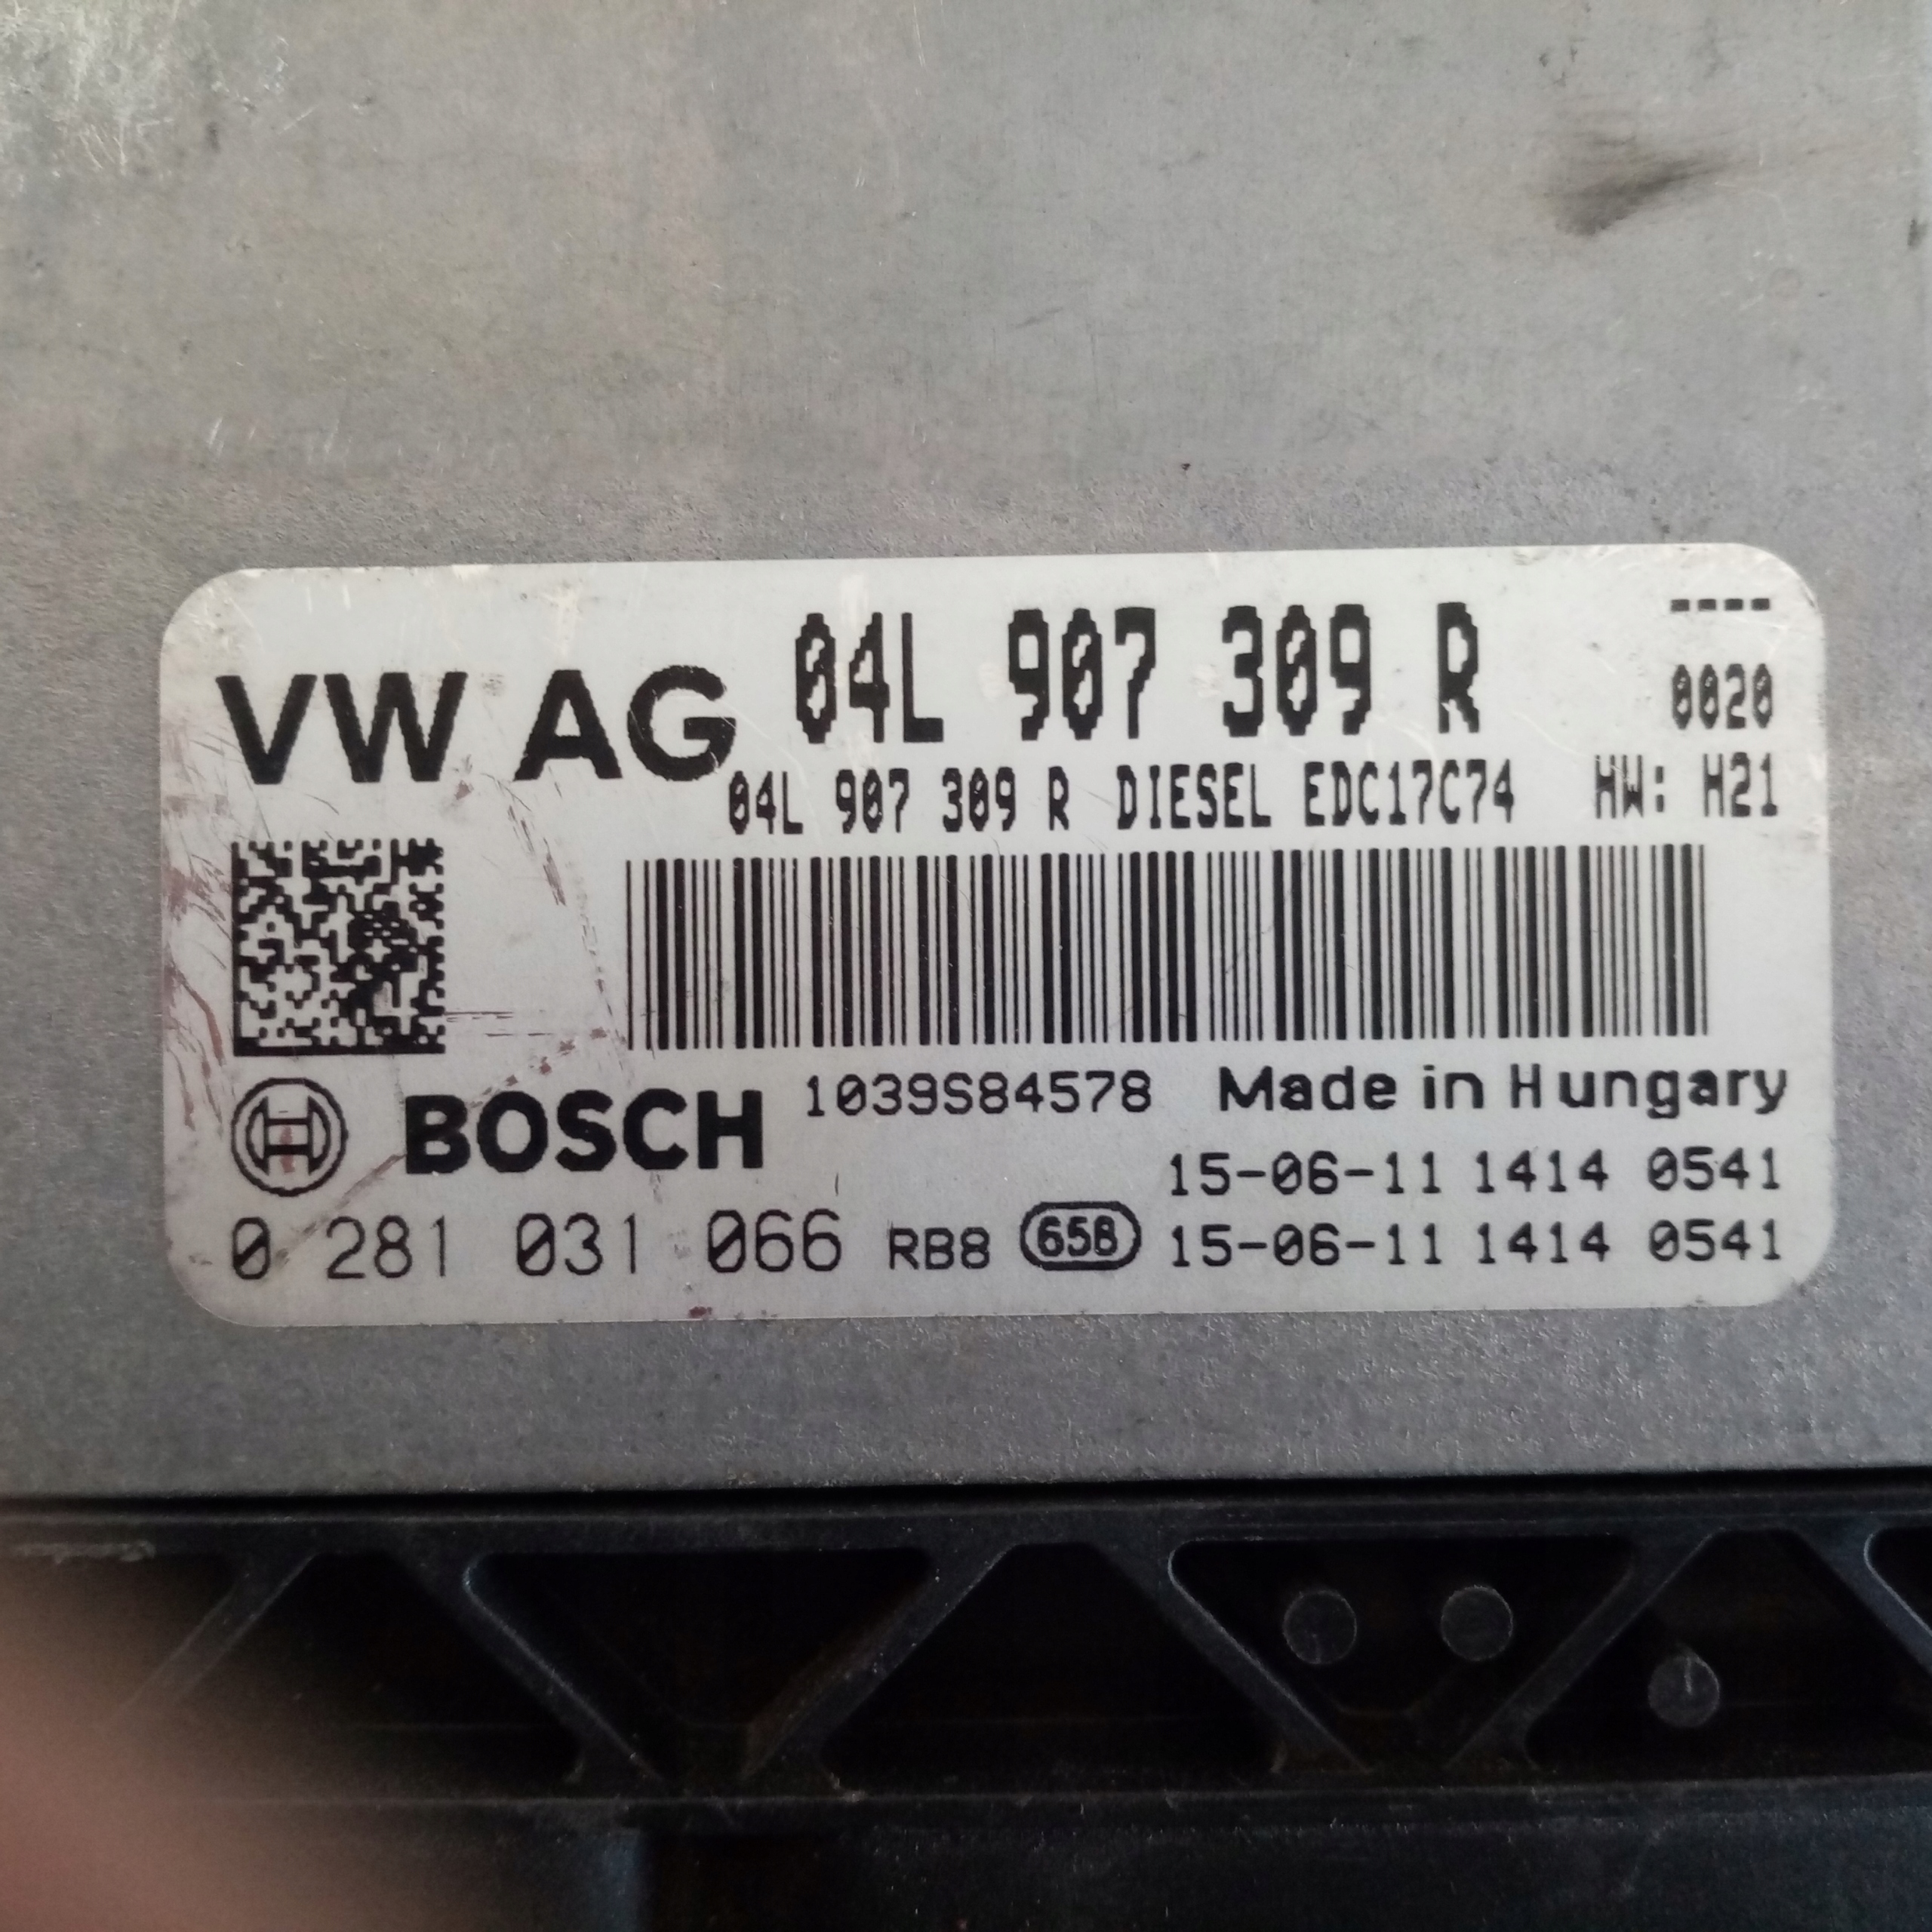 ----
VW AG 04L 907 309 R 0020
04L 907 309 R DIESEL EDC17C74 HW: H21
BOSCH 1039S84578 Made in Hungary
15-06-11 1414 0541
0 281 031 066 RB8 658 15-06-11 1414 0541